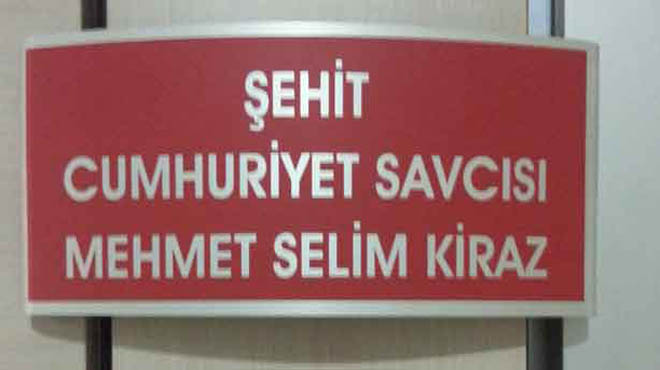 ŞEHİT
CUMHURİYET SAVCISI
MEHMET SELİM KİRAZ